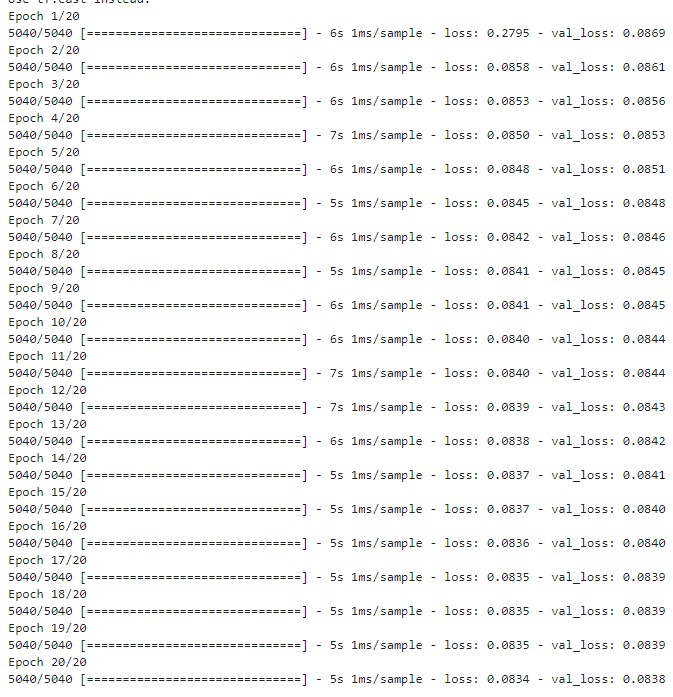 Use tf.cast instead.
Epoch 1/20
5040/5040 [==============================] - 6s 1ms/sample - loss: 0.2795 - val_loss: 0.0869
Epoch 2/20
5040/5040 [==============================] - 6s 1ms/sample - loss: 0.0858 - val_loss: 0.0861
Epoch 3/20
5040/5040 [==============================] - 6s 1ms/sample - loss: 0.0853 - val_loss: 0.0856
Epoch 4/20
5040/5040 [==============================] - 7s 1ms/sample - loss: 0.0850 - val_loss: 0.0853
Epoch 5/20
5040/5040 [==============================] - 6s 1ms/sample - loss: 0.0848 - val_loss: 0.0851
Epoch 6/20
5040/5040 [==============================] - 5s 1ms/sample - loss: 0.0845 - val_loss: 0.0848
Epoch 7/20
5040/5040 [==============================] - 6s 1ms/sample - loss: 0.0842 - val_loss: 0.0846
Epoch 8/20
5040/5040 [==============================] - 5s 1ms/sample - loss: 0.0841 - val_loss: 0.0845
Epoch 9/20
5040/5040 [==============================] - 6s 1ms/sample - loss: 0.0841 - val_loss: 0.0845
Epoch 10/20
5040/5040 [==============================] - 6s 1ms/sample - loss: 0.0840 - val_loss: 0.0844
Epoch 11/20
5040/5040 [==============================] - 7s 1ms/sample - loss: 0.0840 - val_loss: 0.0844
Epoch 12/20
5040/5040 [==============================] - 7s 1ms/sample - loss: 0.0839 - val_loss: 0.0843
Epoch 13/20
5040/5040 [==============================] - 6s 1ms/sample - loss: 0.0838 - val_loss: 0.0842
Epoch 14/20
5040/5040 [==============================] - 5s 1ms/sample - loss: 0.0837 - val_loss: 0.0841
Epoch 15/20
5040/5040 [==============================] - 5s 1ms/sample - loss: 0.0837 - val_loss: 0.0840
Epoch 16/20
5040/5040 [==============================] - 5s 1ms/sample - loss: 0.0836 - val_loss: 0.0840
Epoch 17/20
5040/5040 [==============================] - 5s 1ms/sample - loss: 0.0835 - val_loss: 0.0839
Epoch 18/20
5040/5040 [==============================] - 5s 1ms/sample - loss: 0.0835 - val_loss: 0.0839
Epoch 19/20
5040/5040 [==============================] - 5s 1ms/sample - loss: 0.0835 - val_loss: 0.0839
Epoch 20/20
5040/5040 [==============================] - 5s 1ms/sample - loss: 0.0834 - val_loss: 0.0838